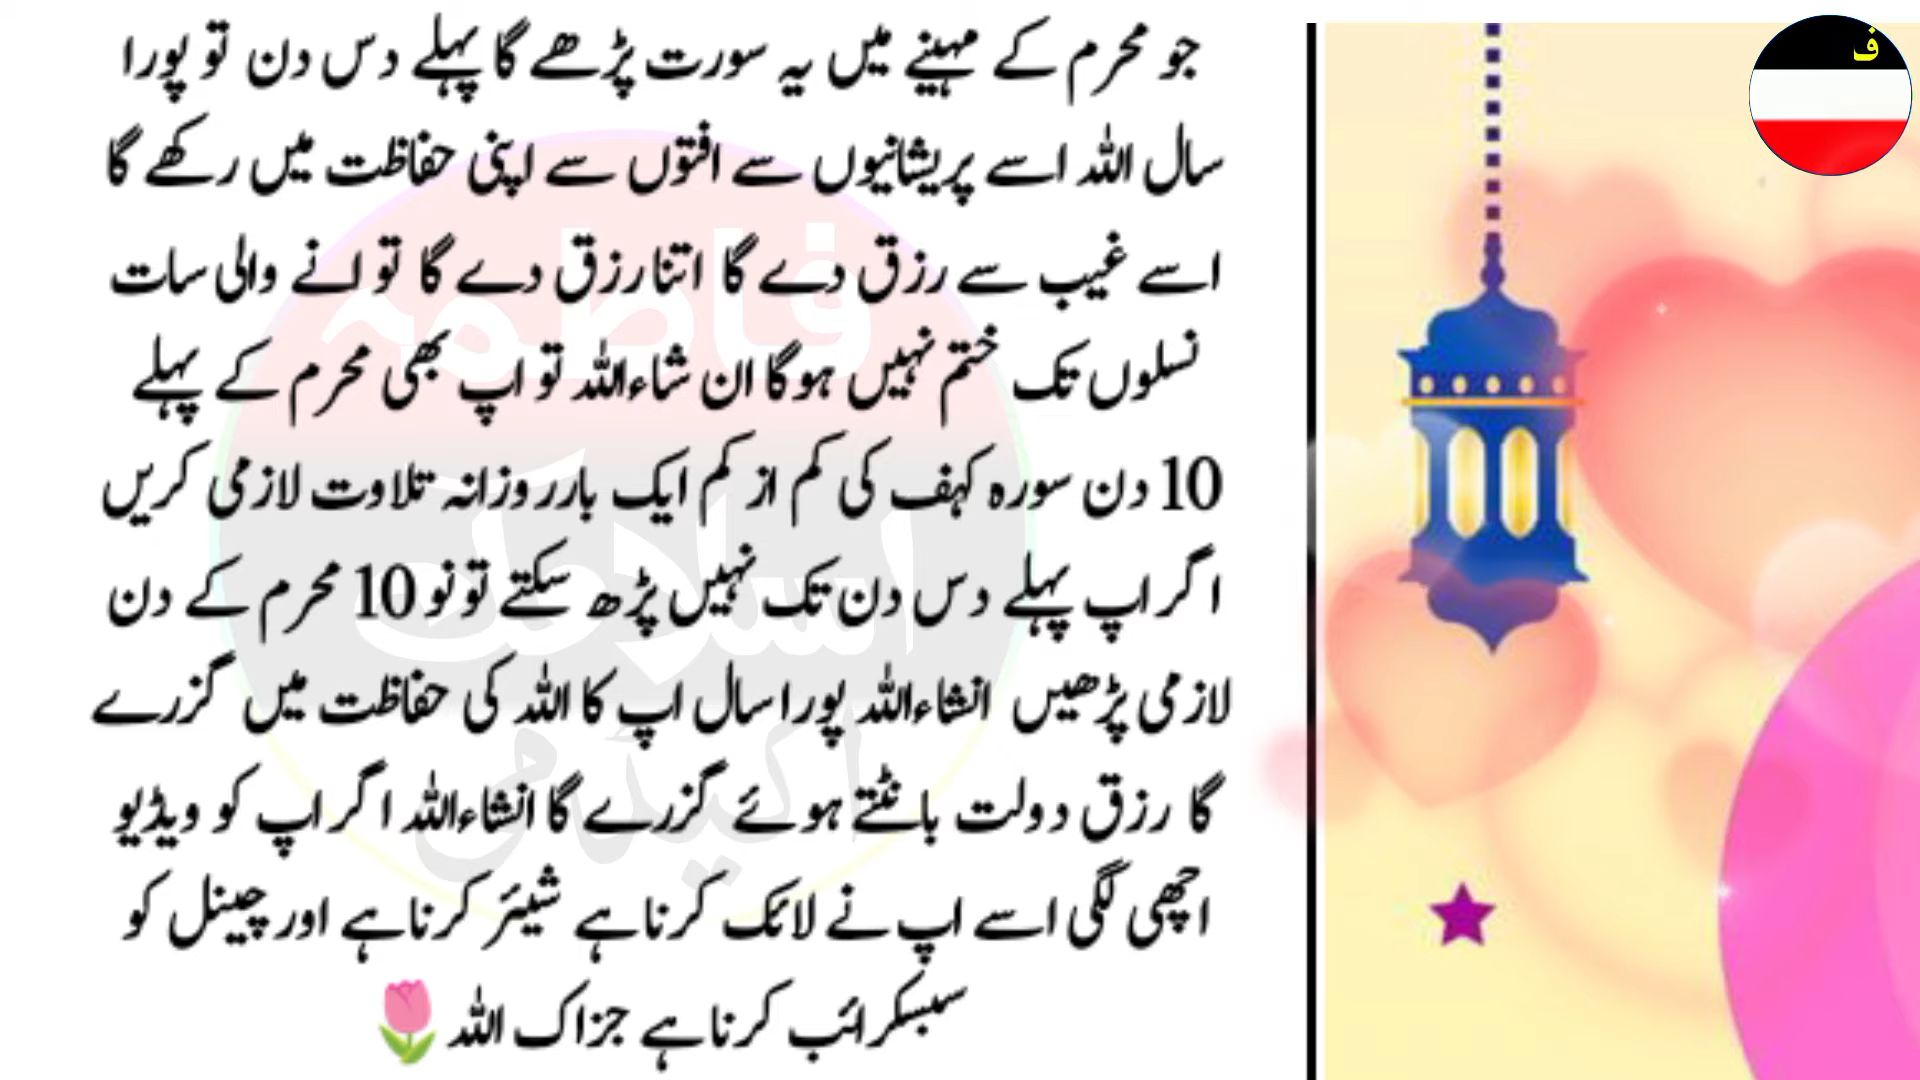 جو محرم کے مہینے میں یہ سورت پڑھے گا پہلے دس دن تو پورا
سال اللہ اسے پریشانیوں سے افتوں سے اپنی حفاظت میں رکھے گا
اسے غیب سے رزق دے گا اتنا رزق دے گا تو انے والی سات
نسلوں تک ختم نہیں ہوگا ان شاءاللہ تو اپ بھی محرم کے پہلے
10 دن سورہ کہف کی کم از کم ایک بار روزانہ تلاوت لازمی کریں
اگر اپ پہلے دس دن تک نہیں پڑھ سکتے تو نو 10 محرم کے دن
لازمی پڑھیں انشاءاللہ پورا سال اپ کا اللہ کی حفاظت میں گزرے
گا رزق دولت بانٹتے ہوئے گزرے گا انشاءاللہ اگر اپ کو ویڈیو
اچھی لگی اسے اپ نے لائک کرنا ہے شیئر کرنا ہے اور چینل کو
سبسکرائب کرنا ہے جزاک اللہ🌷
ف
فاطمہ
اسلامک
اکیڈمی